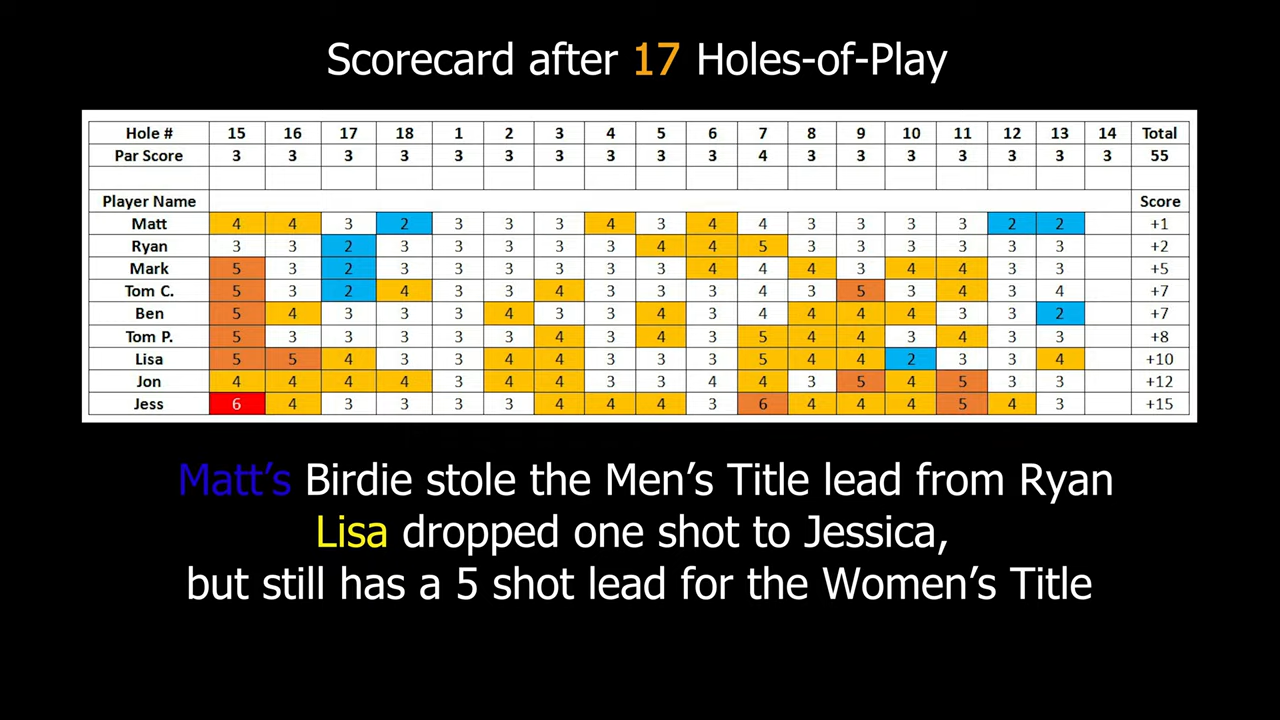 Scorecard after 17 Holes-of-Play
Hole # 15 16 17 18 1 2 3 4 5 6 7 8 9 10 11 12 13 14 Total
Par Score 3 3 3 3 3 3 3 3 3 3 4 3 3 3 3 3 3 3 55
Player Name Score
Matt 4 4 3 2 3 3 3 4 3 4 4 3 3 3 3 2 2 +1
Ryan 3 3 2 3 3 3 3 3 4 4 5 3 3 3 3 3 3 +2
Mark 5 3 2 3 3 3 3 3 3 4 4 4 3 4 4 3 3 +5
Tom C. 5 3 2 4 3 3 4 3 3 3 4 3 5 3 4 3 4 +7
Ben 5 4 3 3 3 4 3 3 4 3 4 4 4 4 3 3 2 +7
Tom P. 5 3 3 3 3 3 4 3 4 3 5 4 4 3 4 3 3 +8
Lisa 5 5 4 3 3 4 4 3 3 3 5 4 4 2 3 3 4 +10
Jon 4 4 4 4 3 4 4 3 3 4 4 3 5 4 5 3 3 +12
Jess 6 4 3 3 3 3 4 4 4 3 6 4 4 4 5 4 3 +15
Matt's Birdie stole the Men's Title lead from Ryan
Lisa dropped one shot to Jessica,
but still has a 5 shot lead for the Women's Title